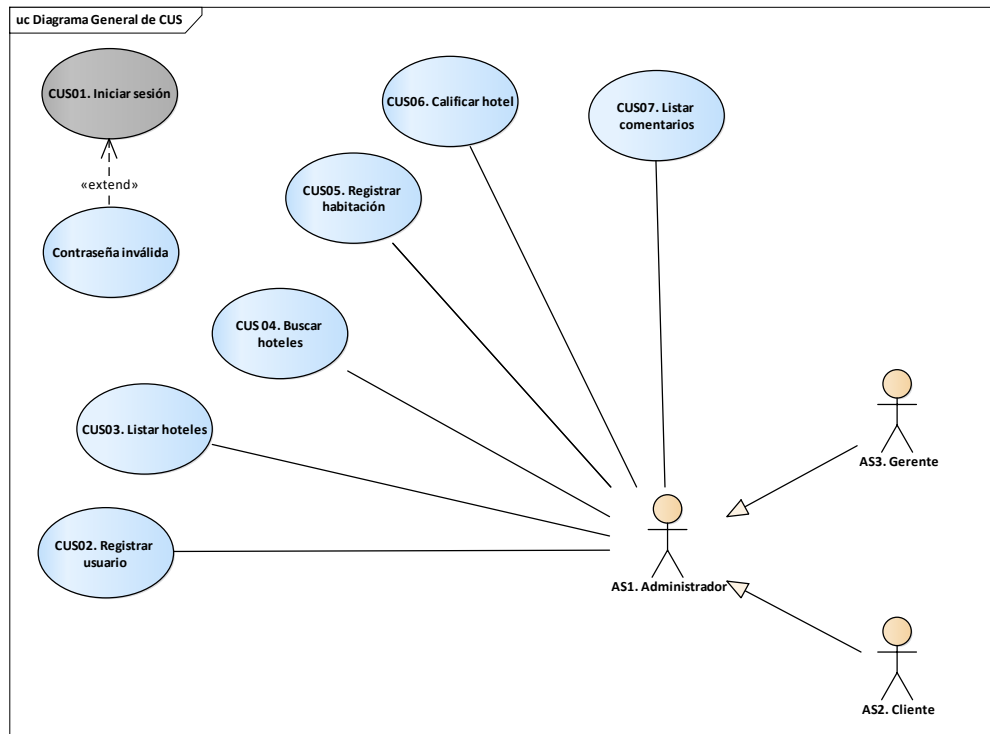 uc Diagrama General de CUS
CUS01. Iniciar sesión
«extend»
Contraseña inválida
CUS06. Calificar hotel
CUS07. Listar
comentarios
CUS05. Registrar
habitación
CUS 04. Buscar
hoteles
CUS03. Listar hoteles
CUS02. Registrar
usuario
AS3. Gerente
AS1. Administrador
AS2. Cliente